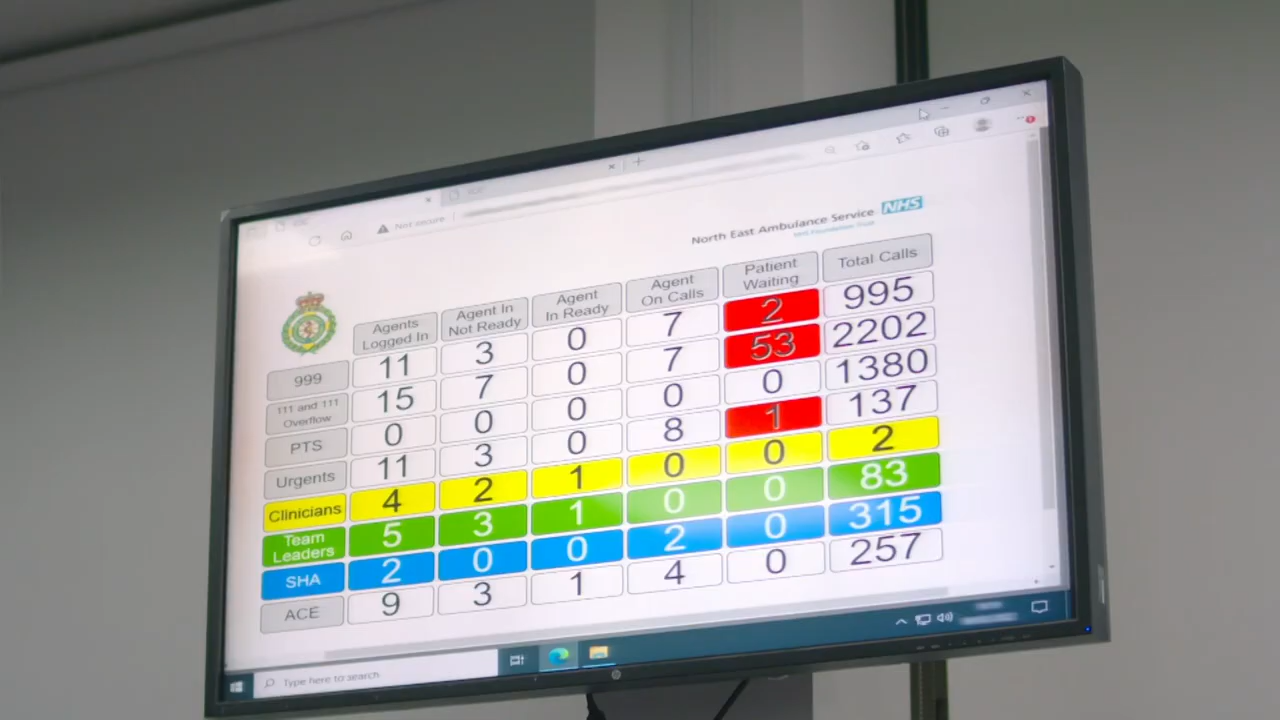 Not secure
North East Ambulance Service NHS
NHS Foundation Trust
Agents Logged In Agent In Not Ready Agent In Ready Agent On Calls Patient Waiting Total Calls
999 11 3 0 7 2 995
111 and 111 Overflow 15 7 0 7 53 2202
PTS 0 0 0 0 0 1380
Urgents 11 3 0 8 1 137
Clinicians 4 2 1 0 0 2
Team Leaders 5 3 1 0 0 83
SHA 2 0 0 2 0 315
ACE 9 3 1 4 0 257
Type here to search